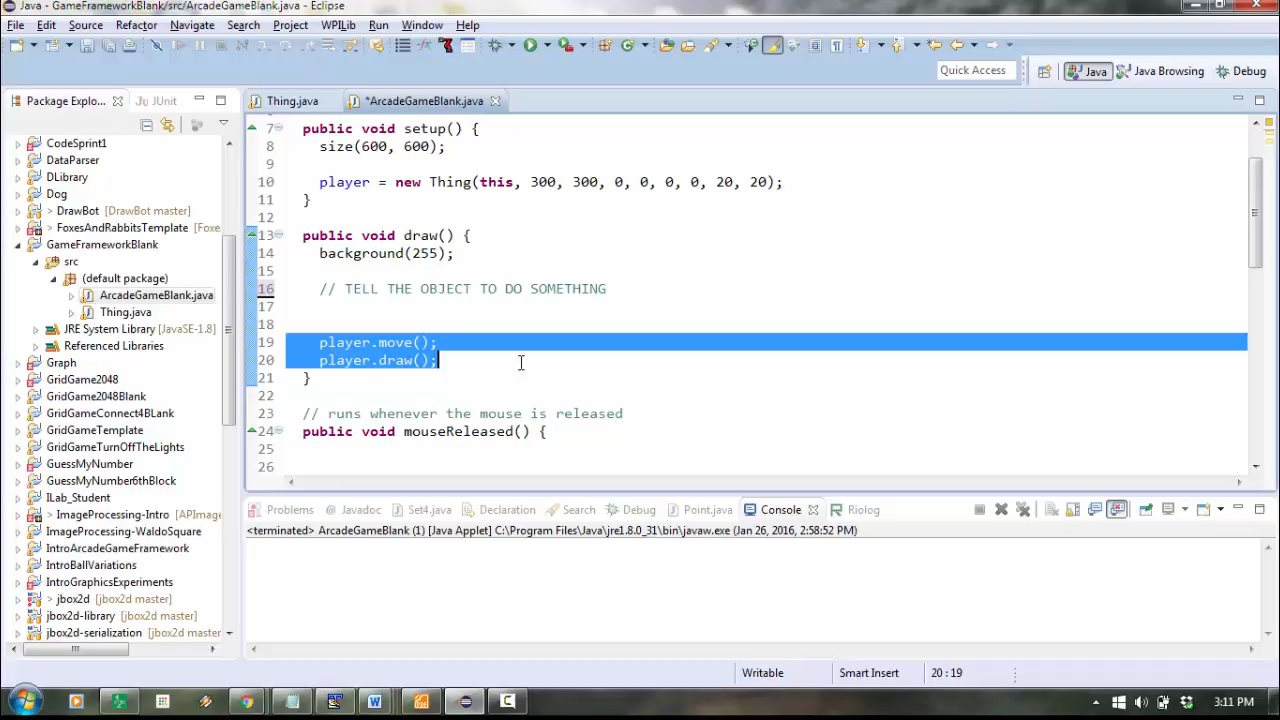 Java - GameFrameworkBlank/src/ArcadeGameBlank.java - Eclipse
File Edit Source Refactor Navigate Search Project WPILib Run Window Help
Quick Access Java Java Browsing Debug
Package Explo... JUnit
Thing.java *ArcadeGameBlank.java
CodeSprint1
DataParser
DLibrary
Dog
> DrawBot [DrawBot master]
> FoxesAndRabbitsTemplate [Foxe
GameFrameworkBlank
src
(default package)
ArcadeGameBlank.java
Thing.java
JRE System Library [JavaSE-1.8]
Referenced Libraries
Graph
GridGame2048
GridGame2048Blank
GridGameConnect4BLank
GridGameTemplate
GridGameTurnOffTheLights
GuessMyNumber
GuessMyNumber6thBlock
ILab_Student
> ImageProcessing-Intro [APImage
ImageProcessing-WaldoSquare
IntroArcadeGameFramework
IntroBallVariations
IntroGraphicsExperiments
> jbox2d [jbox2d master]
jbox2d-library [jbox2d master]
jbox2d-serialization [jbox2d master
7 public void setup() {
8 size(600, 600);
9
10 player = new Thing(this, 300, 300, 0, 0, 0, 0, 20, 20);
11 }
12
13 public void draw() {
14 background(255);
15
16 // TELL THE OBJECT TO DO SOMETHING
17
18
19 player.move();
20 player.draw();
21 }
22
23 // runs whenever the mouse is released
24 public void mouseReleased() {
25
26
Problems Javadoc Set4.java Declaration Search Debug Point.java Console Riolog
<terminated> ArcadeGameBlank (1) [Java Applet] C:\Program Files\Java\jre1.8.0_31\bin\javaw.exe (Jan 26, 2016, 2:58:52 PM)
Writable Smart Insert 20 : 19
3:11 PM